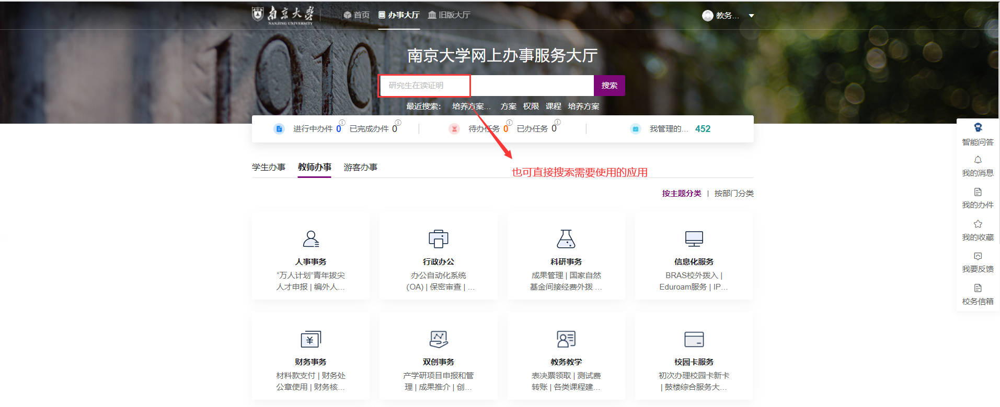 南京大学
NANJING UNIVERSITY
首页 办事大厅 旧版大厅
教务...
1919
南京大学网上办事服务大厅
研究生在读证明
搜索
最近搜索： 培养方案... 方案 权限 课程 培养方案
进行中办件 0 已完成办件 0
待办任务 0 已办任务 0
我管理的... 452
学生办事 教师办事 游客办事
也可直接搜索需要使用的应用
按主题分类 | 按部门分类
人事事务
“万人计划”青年拔尖
人才申报 | 编外人...
行政办公
办公自动化系统
(OA) | 保密审查 | ...
科研事务
成果管理 | 国家自然
基金间接经费外拨 ...
信息化服务
BRAS校外拨入 |
Eduroam服务 | IP...
财务事务
材料款支付 | 财务处
公章使用 | 财务核...
双创事务
产学研项目申报和管
理 | 成果推介 | 创...
教务教学
表决票领取 | 测试费
转账 | 各类课程建...
校园卡服务
初次办理校园卡新卡
| 鼓楼综合服务大...
智能问答
我的消息
我的办件
我的收藏
我要反馈
校务信箱